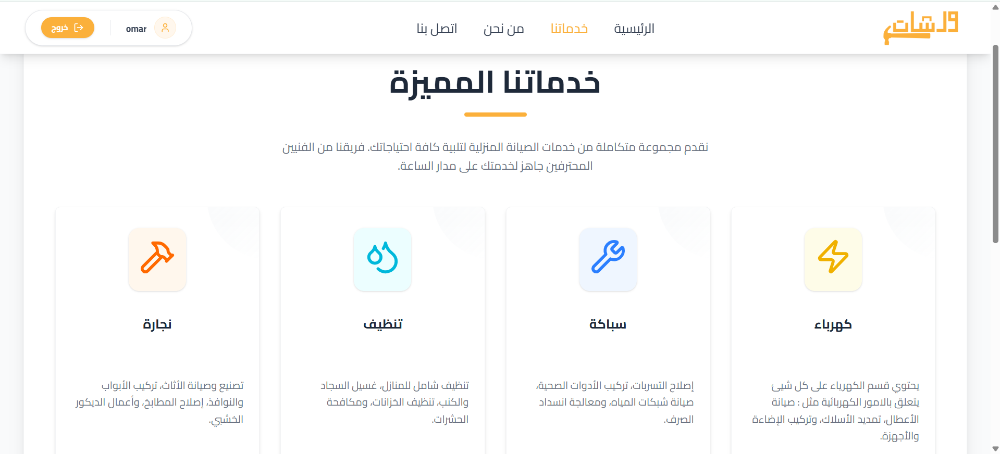 ورشات
الرئيسية
خدماتنا
من نحن
اتصل بنا
omar
خروج
خدماتنا المميزة
نقدم مجموعة متكاملة من خدمات الصيانة المنزلية لتلبية كافة احتياجاتك. فريقنا من الفنيين
المحترفين جاهز لخدمتك على مدار الساعة.
كهرباء
يحتوي قسم الكهرباء على كل شيئ
يتعلق بالامور الكهربائية مثل : صيانة
الأعطال، تمديد الأسلاك، وتركيب الإضاءة
والأجهزة.
سباكة
إصلاح التسربات، تركيب الأدوات الصحية،
صيانة شبكات المياه، ومعالجة انسداد
الصرف.
تنظيف
تنظيف شامل للمنازل، غسيل السجاد
والكنب، تنظيف الخزانات، ومكافحة
الحشرات.
نجارة
تصنيع وصيانة الأثاث، تركيب الأبواب
والنوافذ، إصلاح المطابخ، وأعمال الديكور
الخشبي.